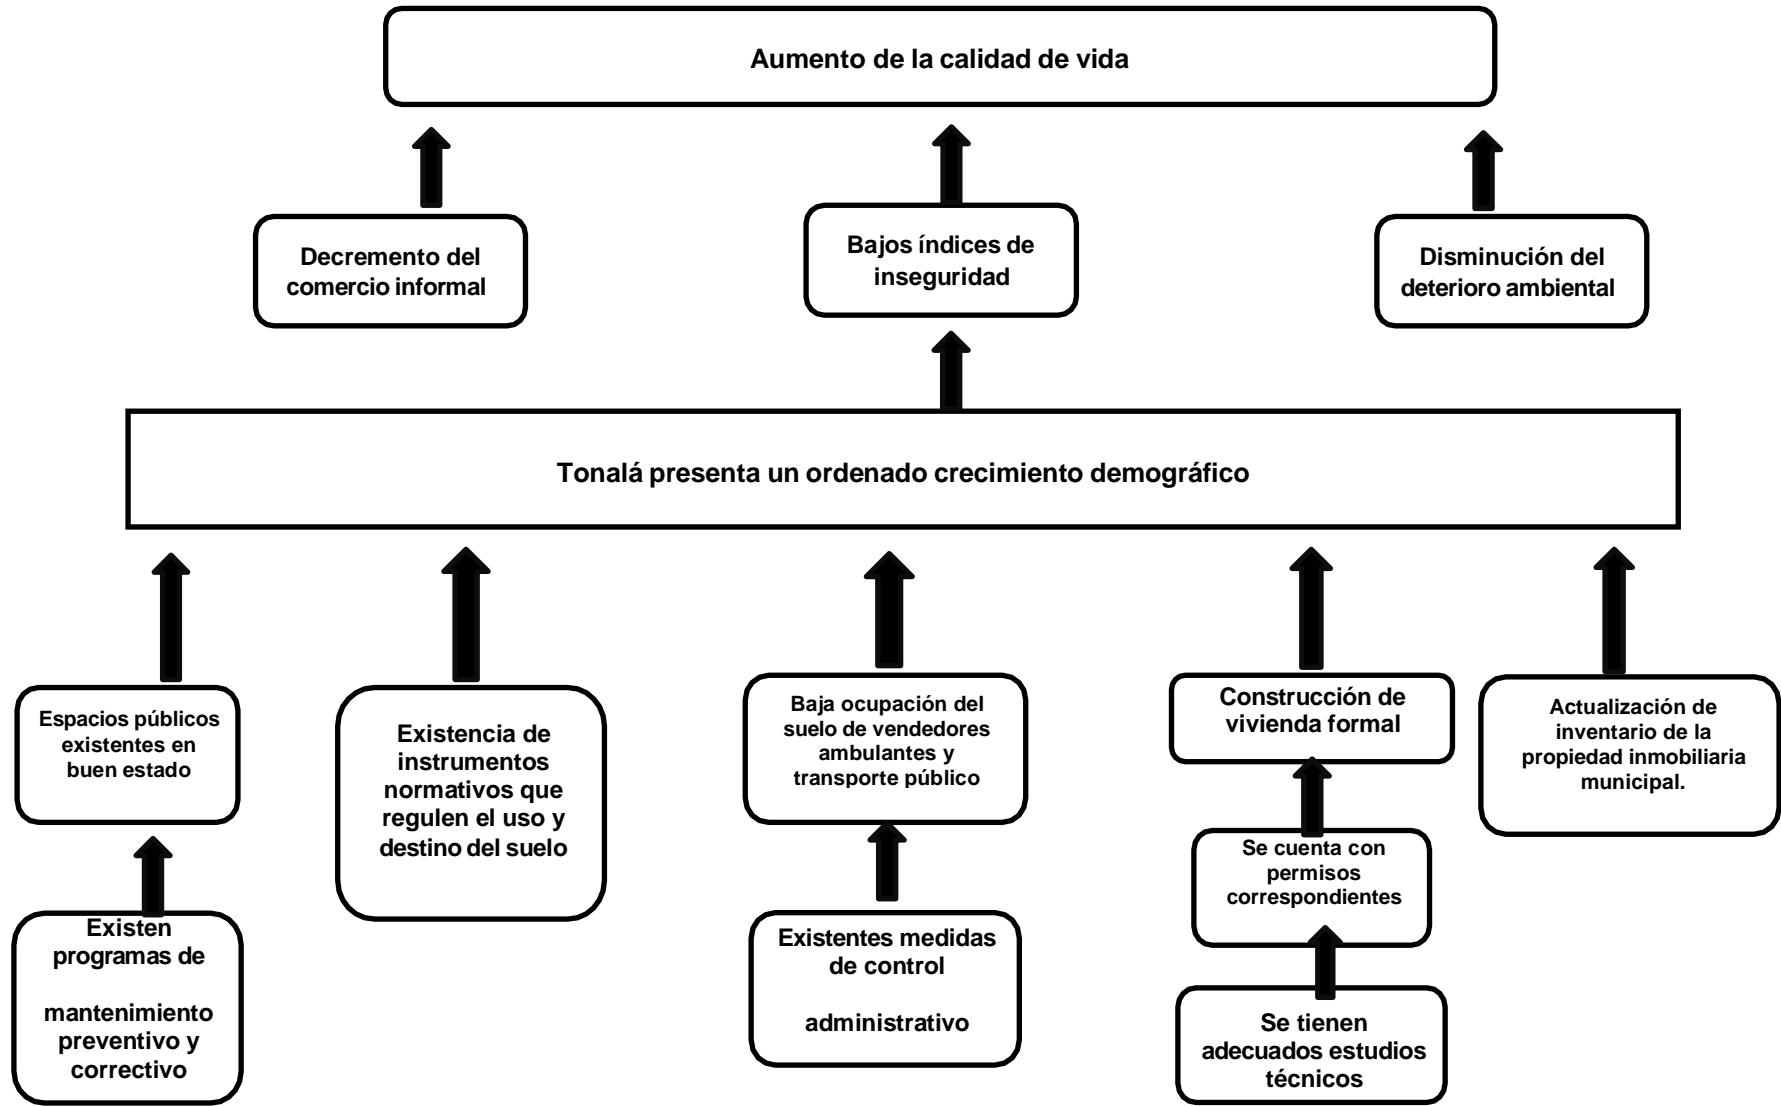 Aumento de la calidad de vida
Decremento del
comercio informal
Bajos índices de
inseguridad
Disminución del
deterioro ambiental
Tonalá presenta un ordenado crecimiento demográfico
Espacios públicos
existentes en
buen estado
Existencia de
instrumentos
normativos que
regulen el uso y
destino del suelo
Baja ocupación del
suelo de vendedores
ambulantes y
transporte público
Construcción de
vivienda formal
Actualización de
inventario de la
propiedad inmobiliaria
municipal.
Existen
programas de
mantenimiento
preventivo y
correctivo
Existentes medidas
de control
administrativo
Se cuenta con
permisos
correspondientes
Se tienen
adecuados estudios
técnicos